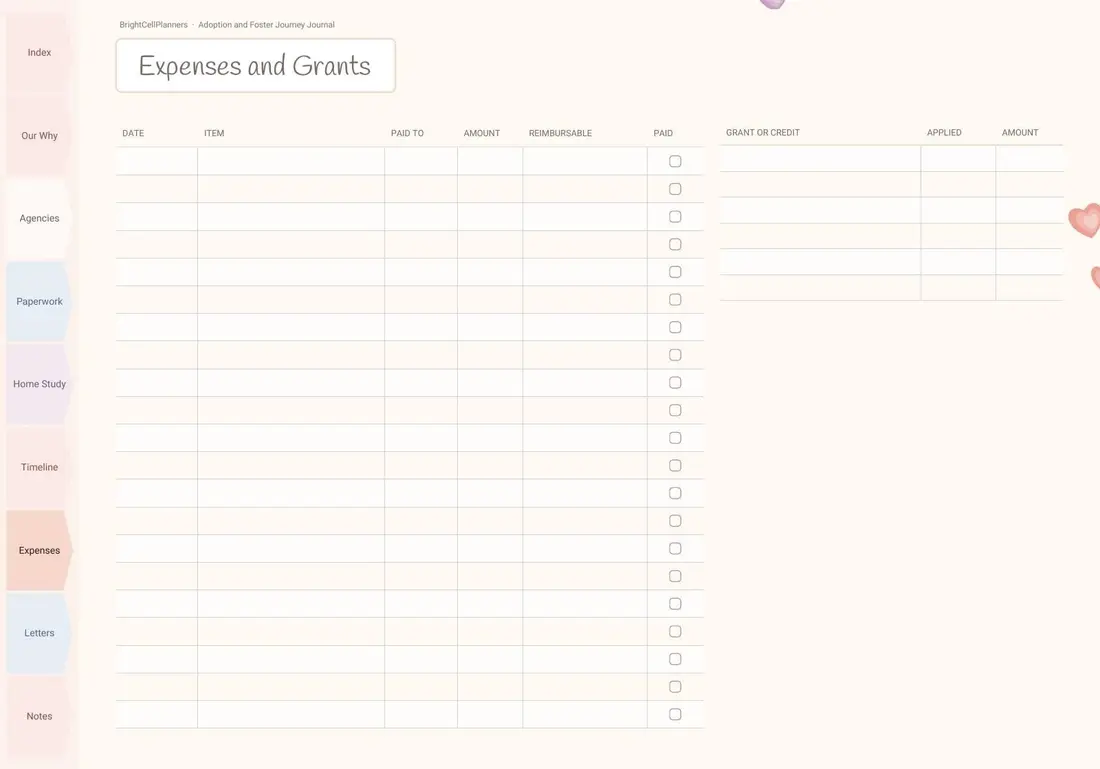 BrightCellPlanners · Adoption and Foster Journey Journal
Expenses and Grants
Index
Our Why
Agencies
Paperwork
Home Study
Timeline
Expenses
Letters
Notes
DATE ITEM PAID TO AMOUNT REIMBURSABLE PAID
GRANT OR CREDIT APPLIED AMOUNT